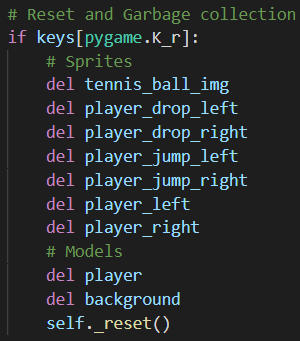 # Reset and Garbage collection
if keys[pygame.K_r]:
    # Sprites
    del tennis_ball_img
    del player_drop_left
    del player_drop_right
    del player_jump_left
    del player_jump_right
    del player_left
    del player_right
    # Models
    del player
    del background
    self._reset()